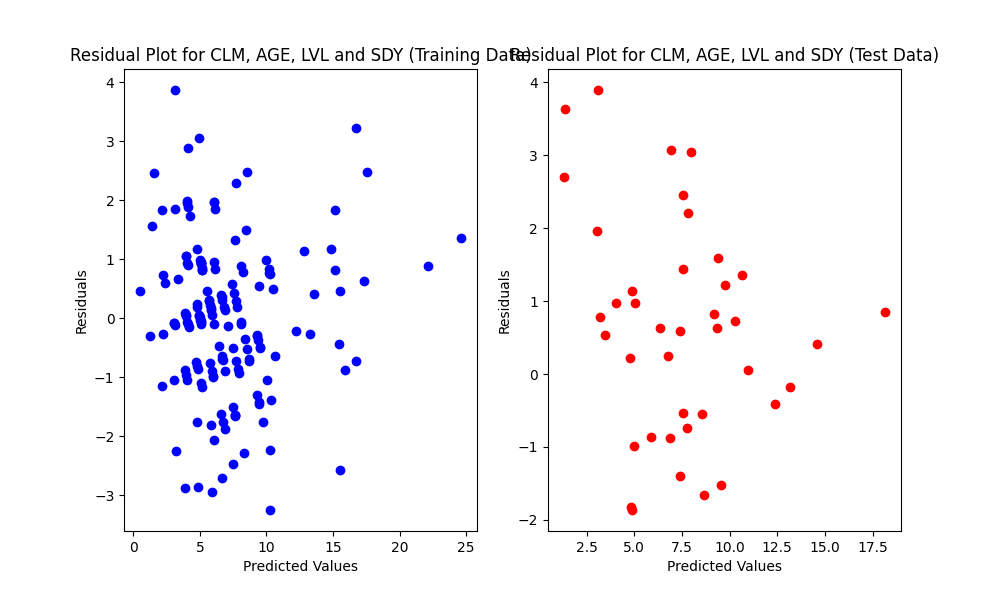 Residual Plot for CLM, AGE, LVL and SDY (Training Data)
Residual Plot for CLM, AGE, LVL and SDY (Test Data)
4
3
2
1
0
−1
−2
−3
Residuals
0 5 10 15 20 25
Predicted Values
4
3
2
1
0
−1
−2
Residuals
2.5 5.0 7.5 10.0 12.5 15.0 17.5
Predicted Values